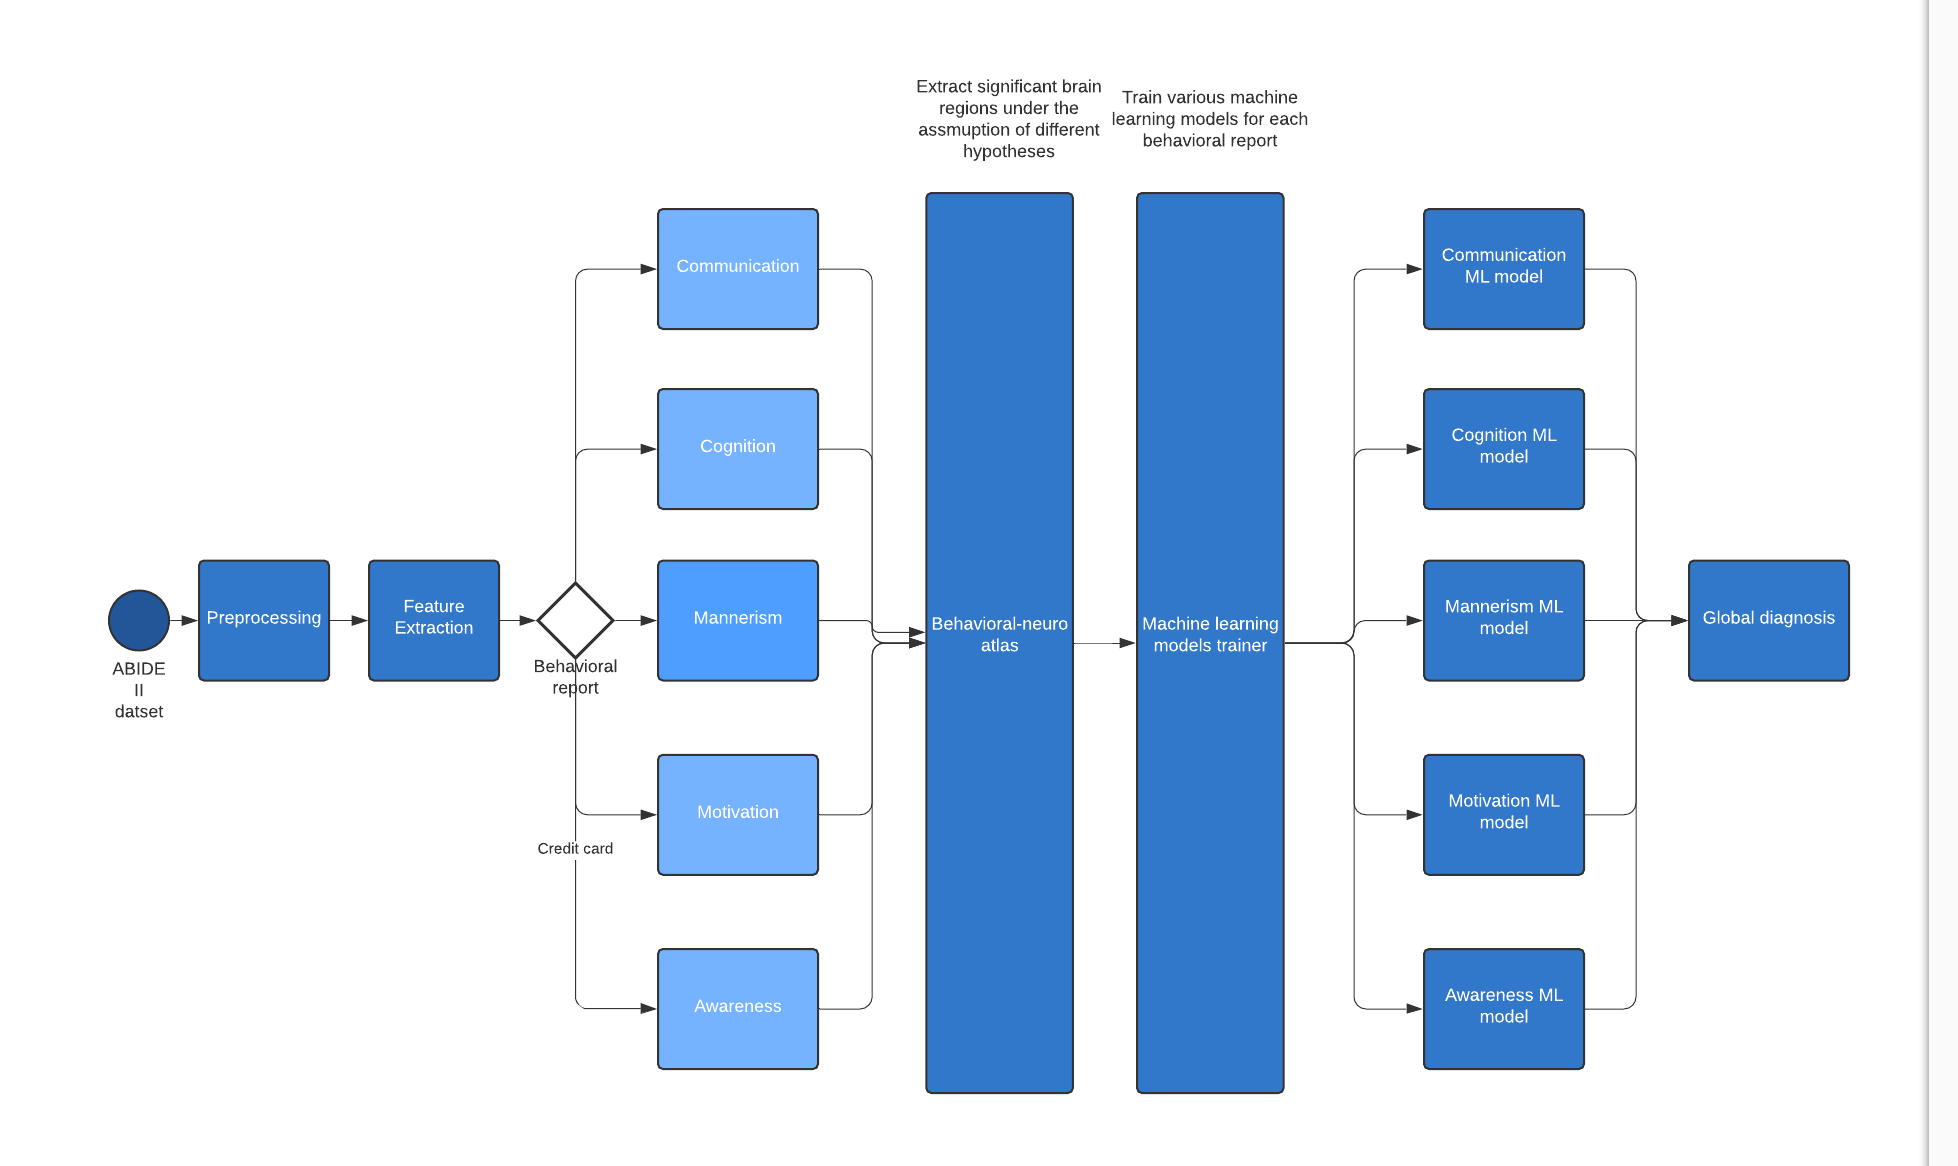 Extract significant brain
regions under the
assmuption of different
hypotheses
Train various machine
learning models for each
behavioral report
ABIDE
II
datset
Preprocessing
Feature
Extraction
Behavioral
report
Credit card
Communication
Cognition
Mannerism
Motivation
Awareness
Behavioral-neuro
atlas
Machine learning
models trainer
Communication
ML model
Cognition ML
model
Mannerism ML
model
Motivation ML
model
Awareness ML
model
Global diagnosis